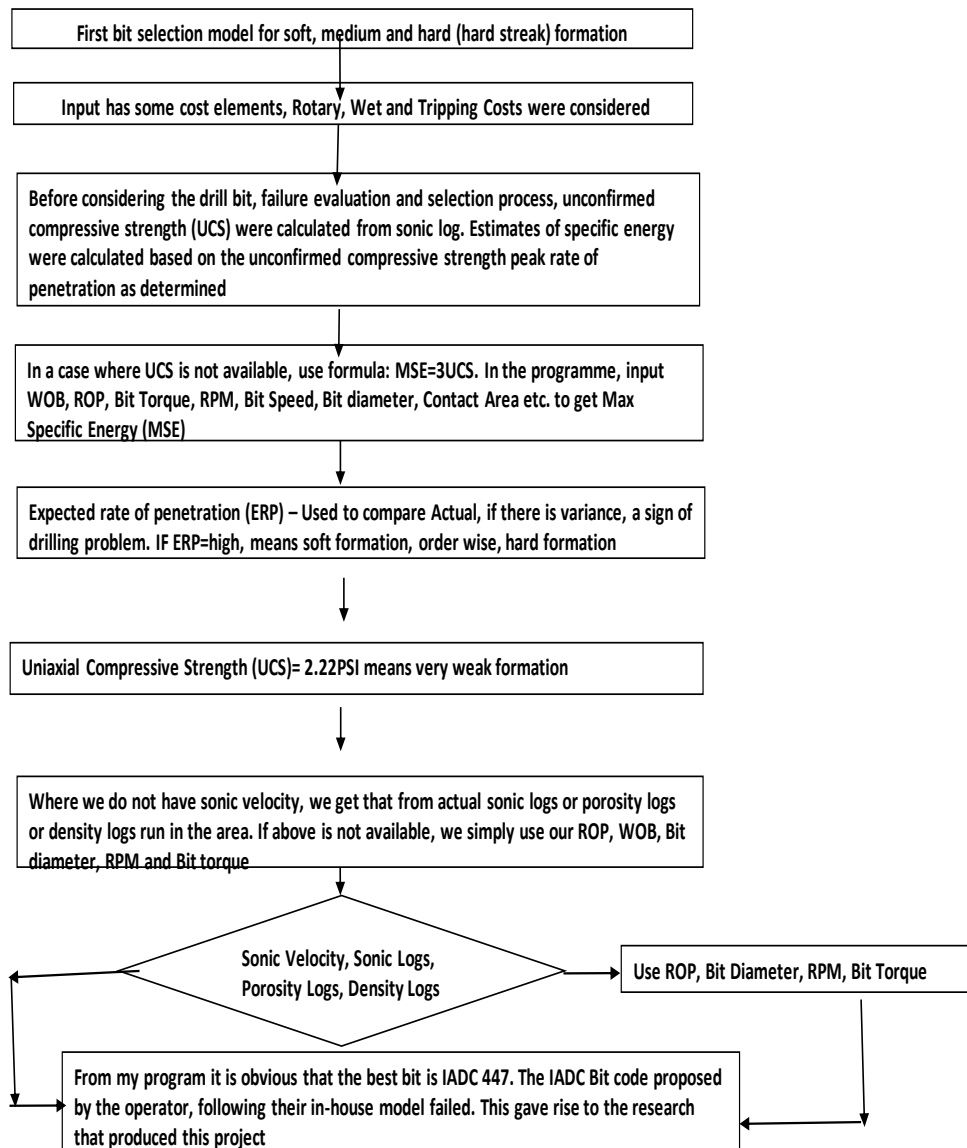 First bit selection model for soft, medium and hard (hard streak) formation
Input has some cost elements, Rotary, Wet and Tripping Costs were considered
Before considering the drill bit, failure evaluation and selection process, unconfirmed
compressive strength (UCS) were calculated from sonic log. Estimates of specific energy
were calculated based on the unconfirmed compressive strength peak rate of
penetration as determined
In a case where UCS is not available, use formula: MSE=3UCS. In the programme, input
WOB, ROP, Bit Torque, RPM, Bit Speed, Bit diameter, Contact Area etc. to get Max
Specific Energy (MSE)
Expected rate of penetration (ERP) – Used to compare Actual, if there is variance, a sign of
drilling problem. IF ERP=high, means soft formation, order wise, hard formation
Uniaxial Compressive Strength (UCS)= 2.22PSI means very weak formation
Where we do not have sonic velocity, we get that from actual sonic logs or porosity logs
or density logs run in the area. If above is not available, we simply use our ROP, WOB, Bit
diameter, RPM and Bit torque
Sonic Velocity, Sonic Logs,
Porosity Logs, Density Logs
Use ROP, Bit Diameter, RPM, Bit Torque
From my program it is obvious that the best bit is IADC 447. The IADC Bit code proposed
by the operator, following their in-house model failed. This gave rise to the research
that produced this project